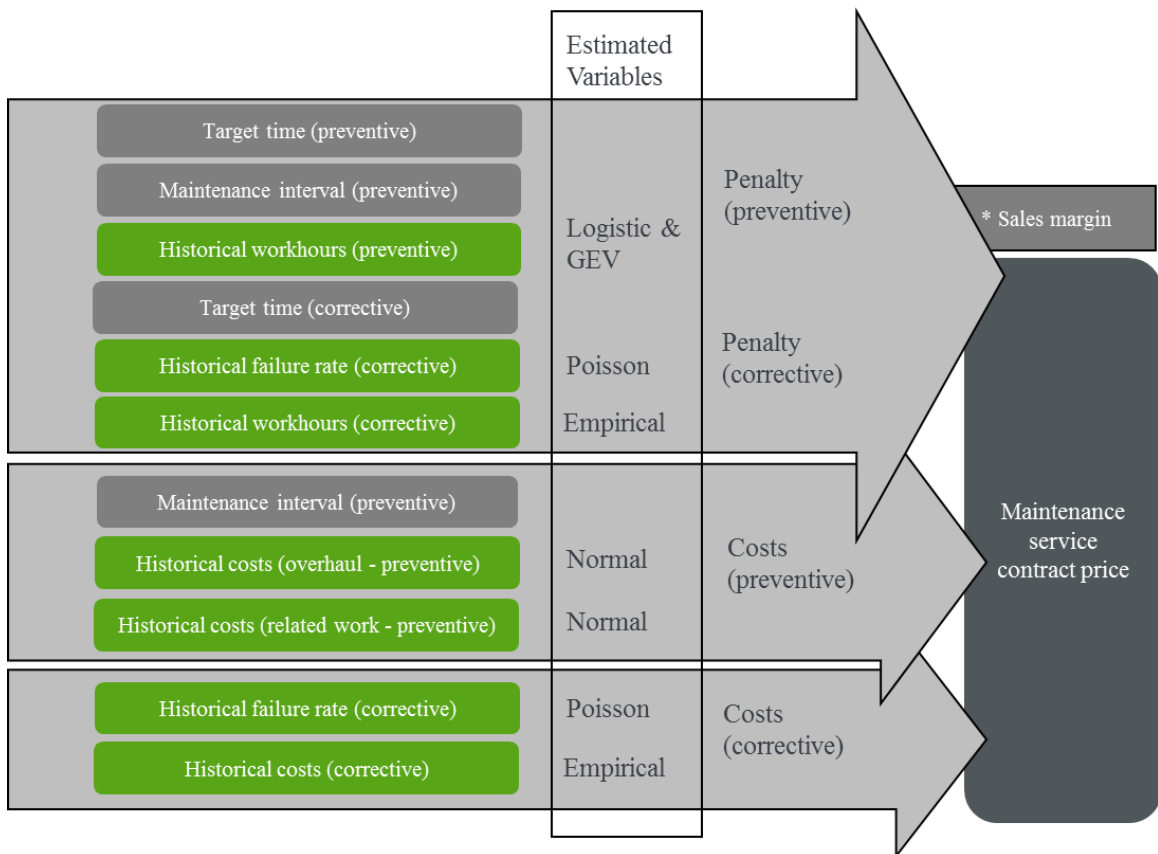 Estimated
Variables
Target time (preventive)
Maintenance interval (preventive)
Historical workhours (preventive)
Logistic &
GEV
Penalty
(preventive)
Target time (corrective)
Historical failure rate (corrective)
Poisson
Penalty
(corrective)
Historical workhours (corrective)
Empirical
* Sales margin
Maintenance interval (preventive)
Historical costs (overhaul - preventive)
Normal
Costs
(preventive)
Historical costs (related work - preventive)
Normal
Historical failure rate (corrective)
Poisson
Costs
(corrective)
Historical costs (corrective)
Empirical
Maintenance
service
contract price